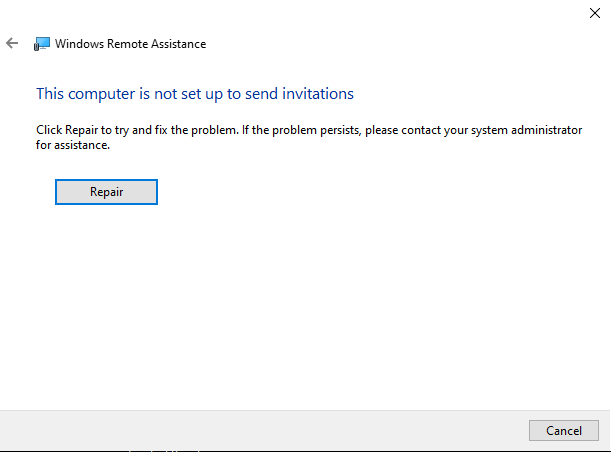 Windows Remote Assistance
This computer is not set up to send invitations
Click Repair to try and fix the problem. If the problem persists, please contact your system administrator
for assistance.
Repair
Cancel